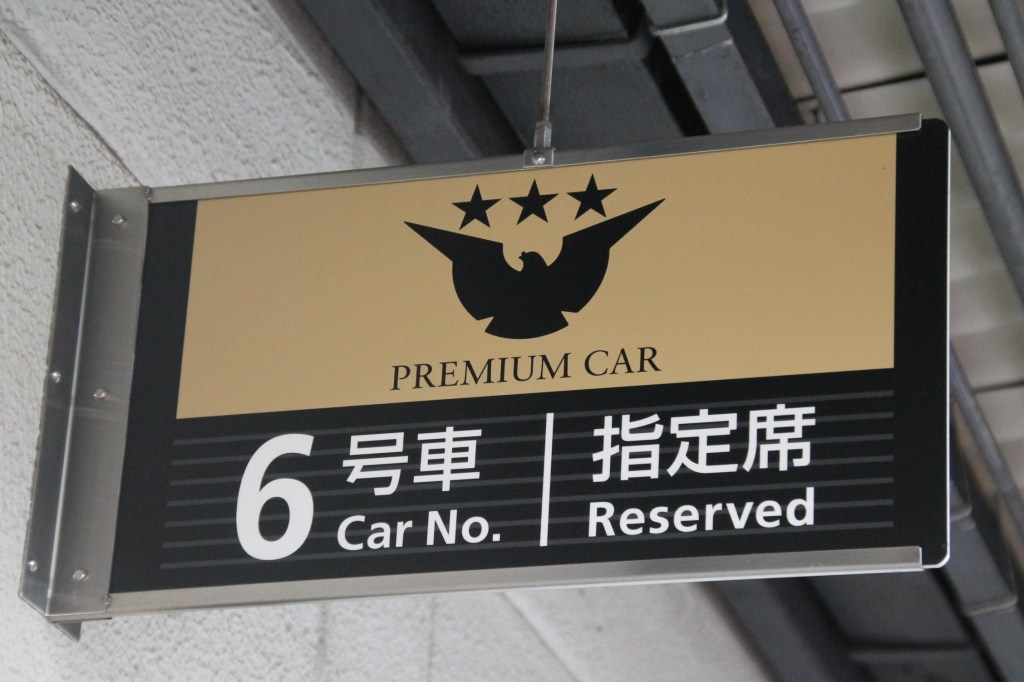 PREMIUM CAR
6号車 | 指定席
Car No. | Reserved